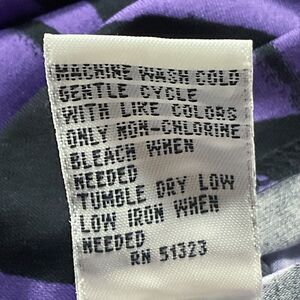 MACHINE WASH COLD
GENTLE CYCLE
WITH LIKE COLORS
ONLY NON-CHLORINE
BLEACH WHEN
NEEDED
TUMBLE DRY LOW
LOW IRON WHEN
NEEDED
RN 51323